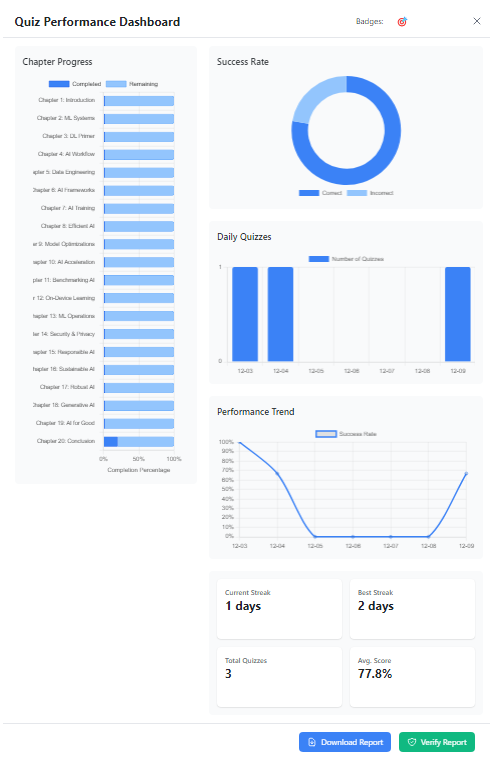 Quiz Performance Dashboard
Badges:
Chapter Progress
Completed Remaining
Chapter 1: Introduction
Chapter 2: ML Systems
Chapter 3: DL Primer
Chapter 4: AI Workflow
apter 5: Data Engineering
Chapter 6: AI Frameworks
Chapter 7: AI Training
Chapter 8: Efficient AI
er 9: Model Optimizations
apter 10: AI Acceleration
pter 11: Benchmarking AI
r 12: On-Device Learning
hapter 13: ML Operations
ter 14: Security & Privacy
apter 15: Responsible AI
hapter 16: Sustainable AI
Chapter 17: Robust AI
hapter 18: Generative AI
Chapter 19: AI for Good
Chapter 20: Conclusion
0% 50% 100%
Completion Percentage
Success Rate
Correct Incorrect
Daily Quizzes
Number of Quizzes
1
0
12-03 12-04 12-05 12-06 12-07 12-08 12-09
Performance Trend
Success Rate
100%
90%
80%
70%
60%
50%
40%
30%
20%
10%
0%
12-03 12-04 12-05 12-06 12-07 12-08 12-09
Current Streak
1 days
Best Streak
2 days
Total Quizzes
3
Avg. Score
77.8%
Download Report
Verify Report